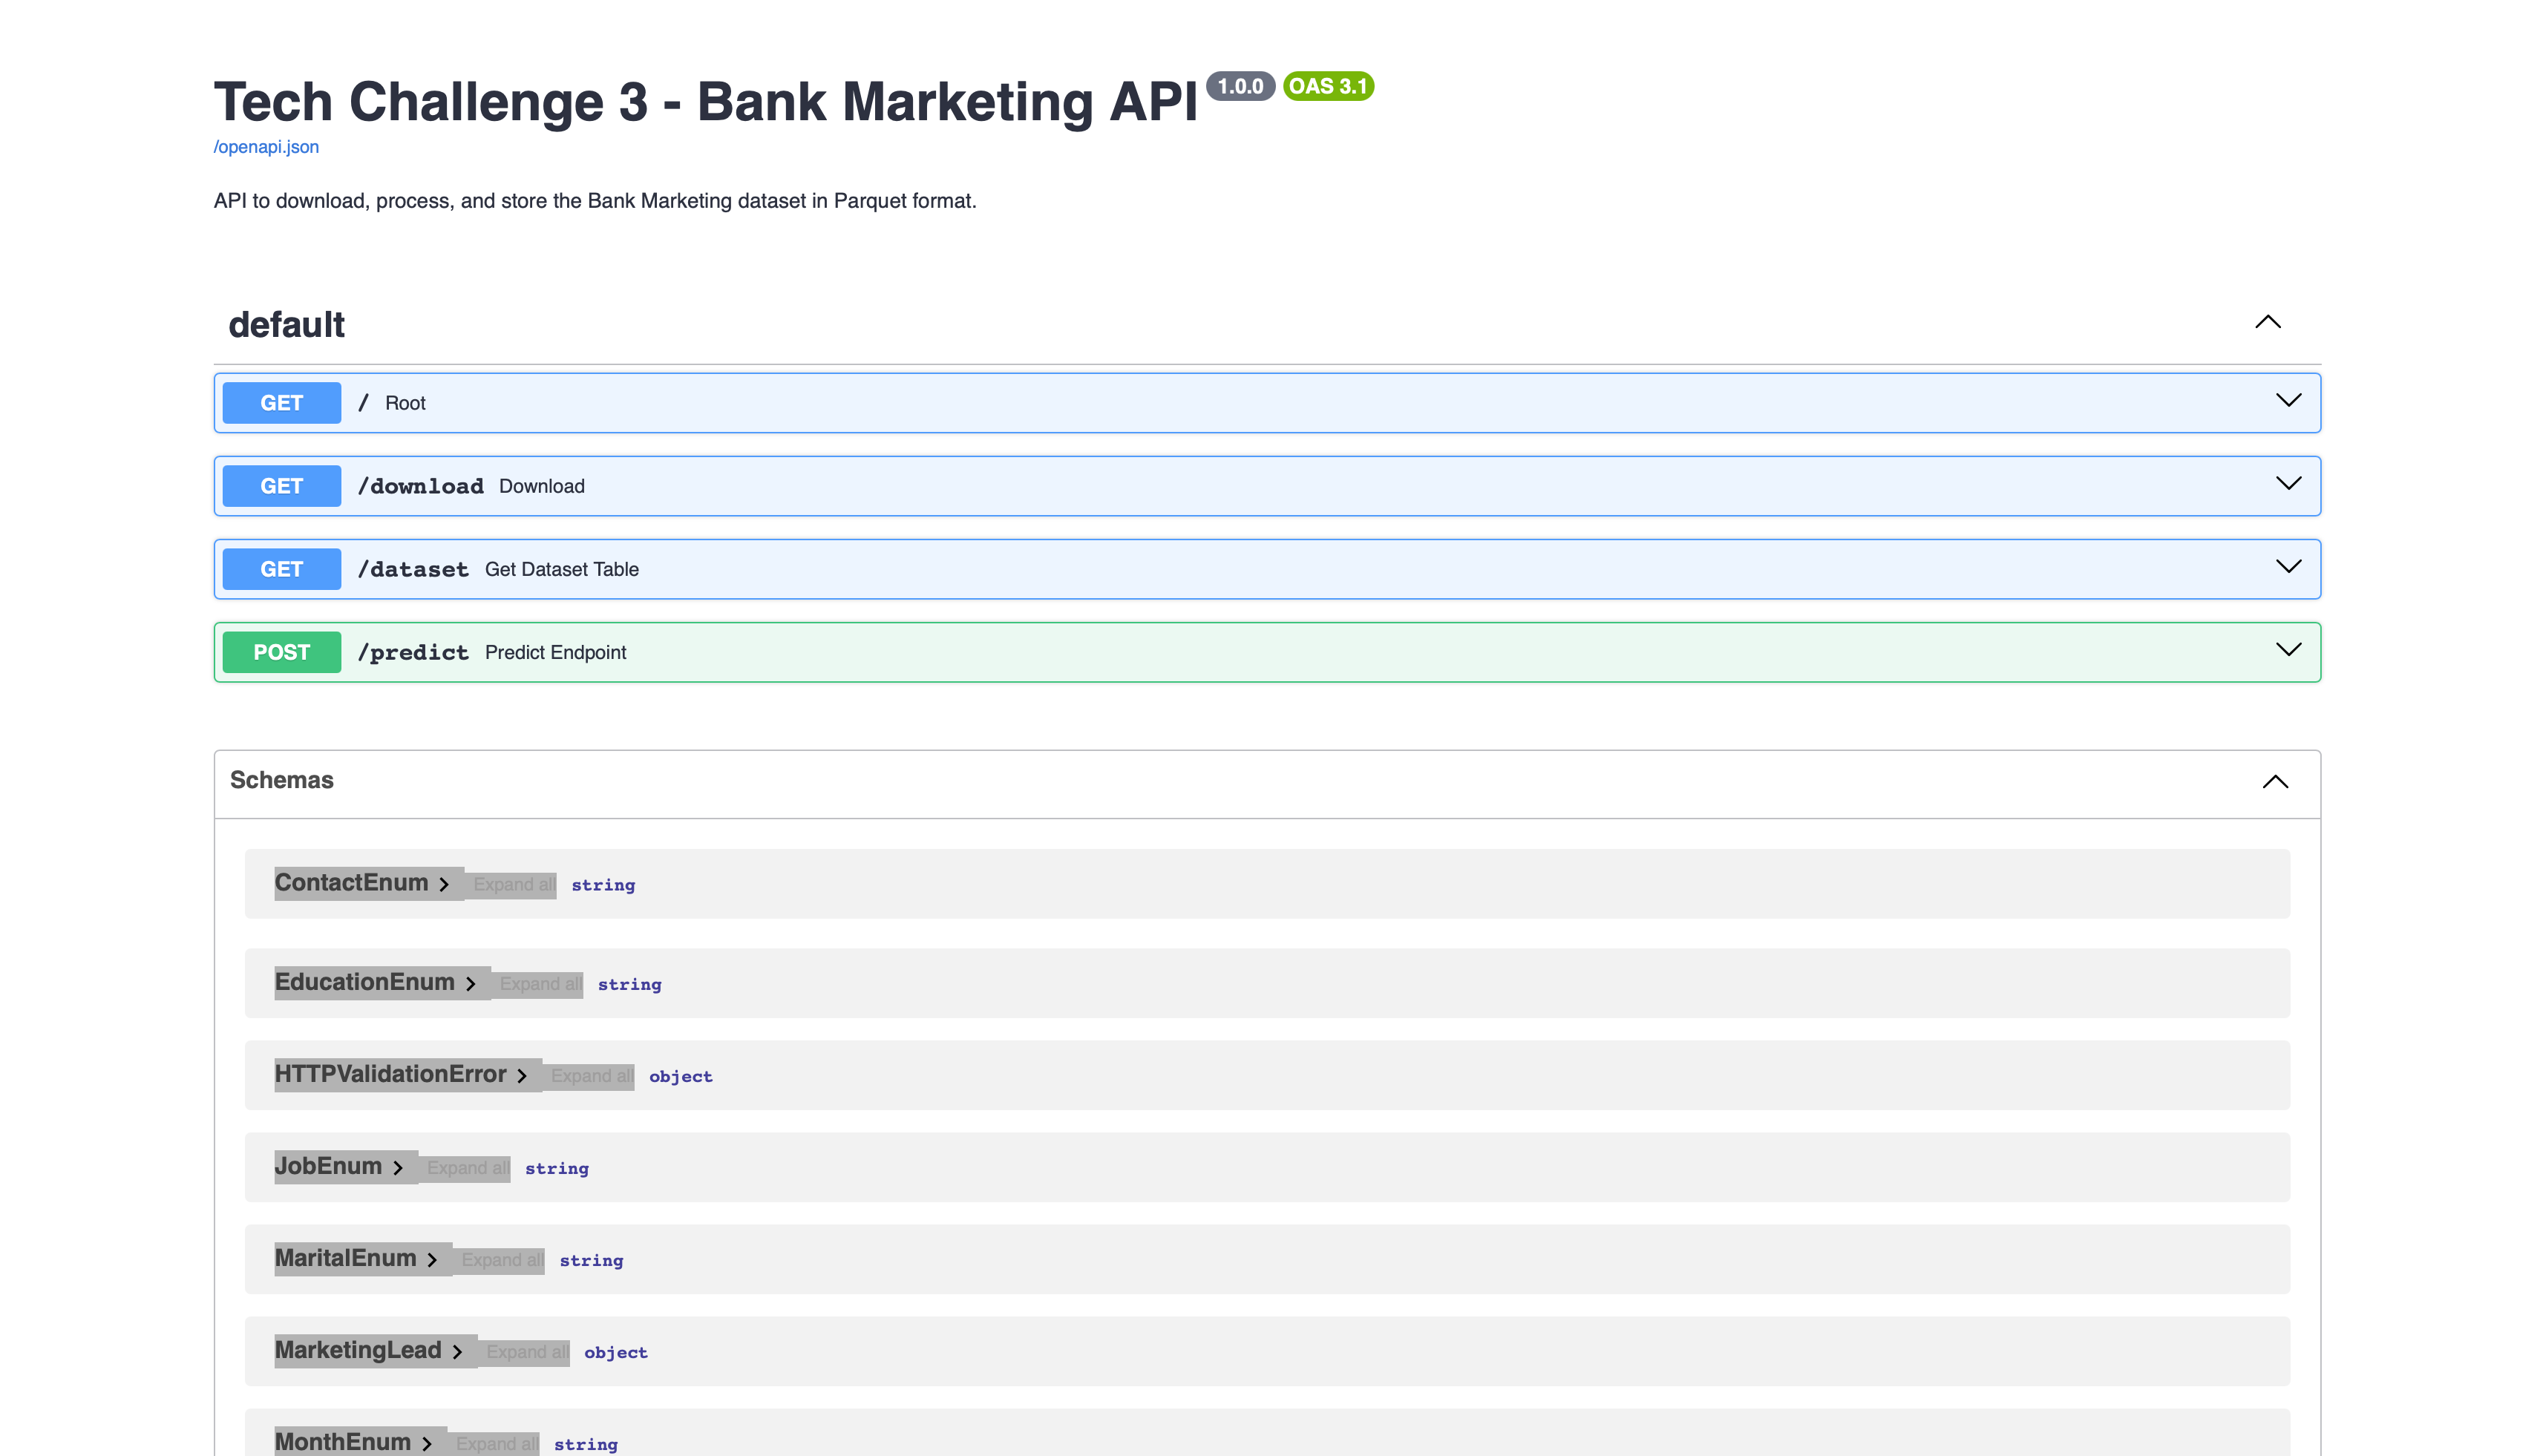 Tech Challenge 3 - Bank Marketing API 1.0.0 OAS 3.1
/openapi.json
API to download, process, and store the Bank Marketing dataset in Parquet format.
default
GET / Root
GET /download Download
GET /dataset Get Dataset Table
POST /predict Predict Endpoint
Schemas
ContactEnum Expand all string
EducationEnum Expand all string
HTTPValidationError Expand all object
JobEnum Expand all string
MaritalEnum Expand all string
MarketingLead Expand all object
MonthEnum Expand all string